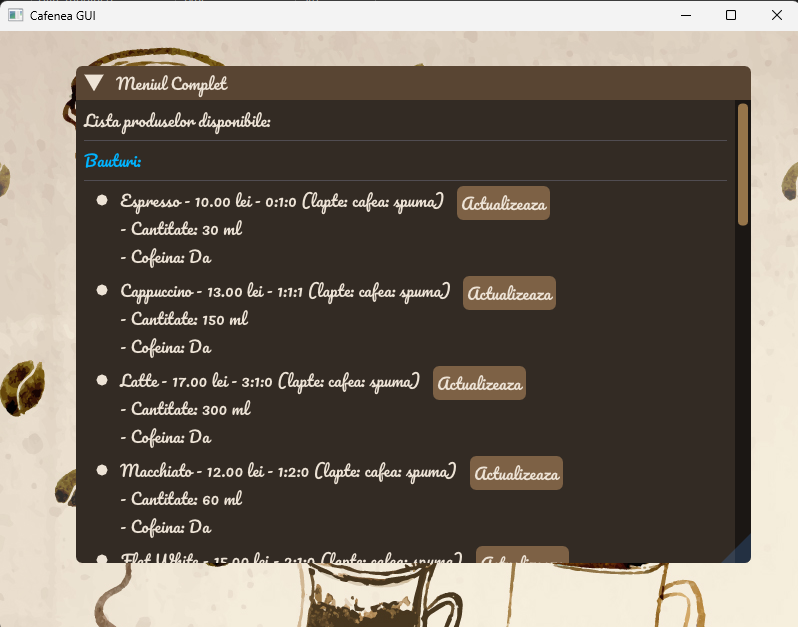 Cafenea GUI
Meniul Complet
Lista produselor disponibile:
Bauturi:
Espresso - 10.00 lei - 0:1:0 (lapte: cafea: spuma) Actualizeaza
- Cantitate: 30 ml
- Cofeina: Da
Cappuccino - 13.00 lei - 1:1:1 (lapte: cafea: spuma) Actualizeaza
- Cantitate: 150 ml
- Cofeina: Da
Latte - 17.00 lei - 3:1:0 (lapte: cafea: spuma) Actualizeaza
- Cantitate: 300 ml
- Cofeina: Da
Macchiato - 12.00 lei - 1:2:0 (lapte: cafea: spuma) Actualizeaza
- Cantitate: 60 ml
- Cofeina: Da
Flat White - 15.00 lei - 2:1:0 (lapte: cafea: spuma) Actualizeaza